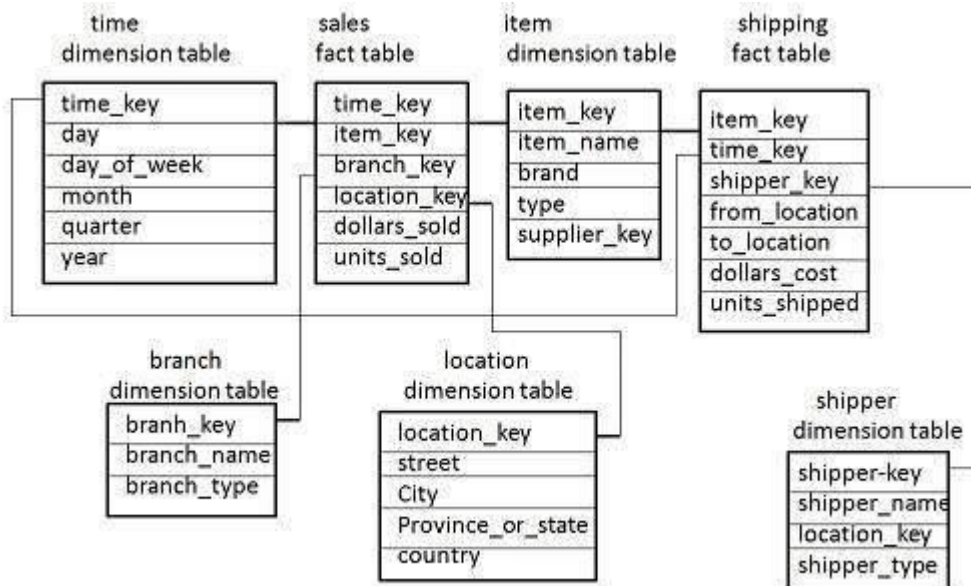 time
dimension table
time_key
day
day_of_week
month
quarter
year
sales
fact table
time_key
item_key
branch_key
location_key
dollars_sold
units_sold
item
dimension table
item_key
item_name
brand
type
supplier_key
shipping
fact table
item_key
time_key
shipper_key
from_location
to_location
dollars_cost
units_shipped
branch
dimension table
branh_key
branch_name
branch_type
location
dimension table
location_key
street
City
Province_or_state
country
shipper
dimension table
shipper-key
shipper_name
location_key
shipper_type